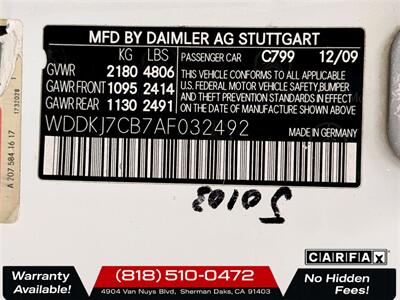 MFD BY DAIMLER AG STUTTGART
KG LBS
PASSENGER CAR C799 12/09
GVWR 2180 4806
GAWR FRONT 1095 2414
GAWR REAR 1130 2491
THIS VEHICLE CONFORMS TO ALL APPLICABLE
U.S. FEDERAL MOTOR VEHICLE SAFETY,BUMPER
AND THEFT PREVENTION STANDARDS IN EFFECT
ON THE DATE OF MANUFACTURE SHOWN ABOVE
WDDKJ7CB7AF032492
A 207 584 16 17
1732028
50103
CARFAX
Warranty
Available!
(818) 510-0472
4904 Van Nuys Blvd, Sherman Oaks, CA 91403
No Hidden
Fees!